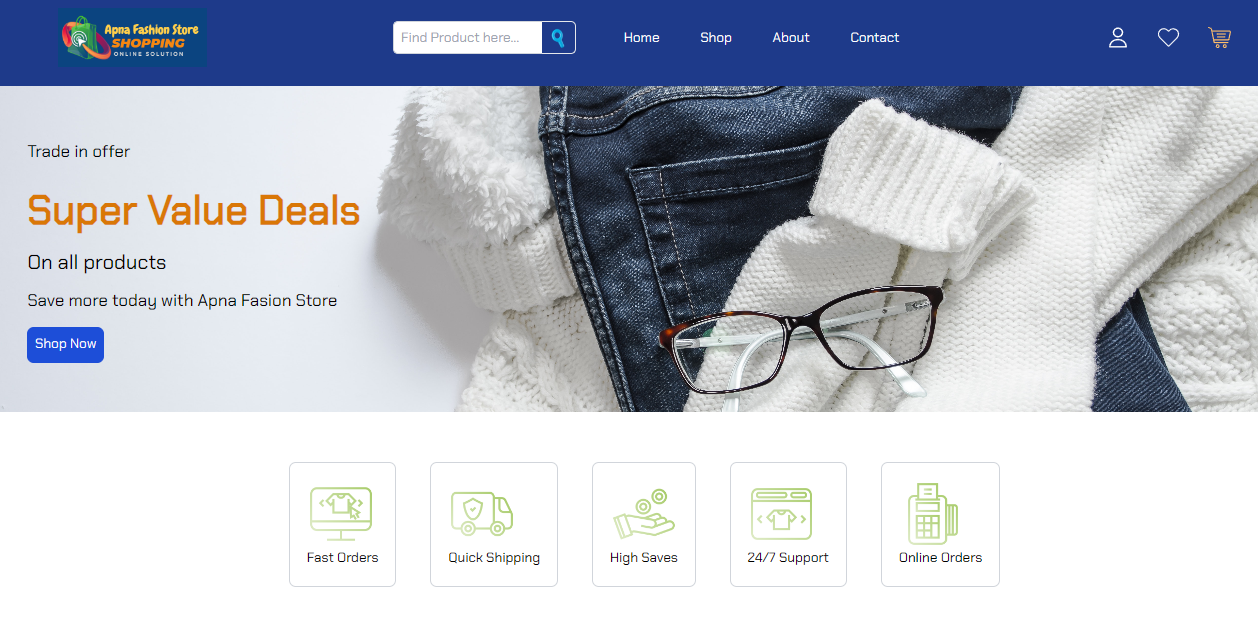 Apna Fashion Store
SHOPPING
ONLINE SOLUTION
Find Product here...
Home
Shop
About
Contact
Trade in offer
Super Value Deals
On all products
Save more today with Apna Fasion Store
Shop Now
Fast Orders
Quick Shipping
High Saves
24/7 Support
Online Orders